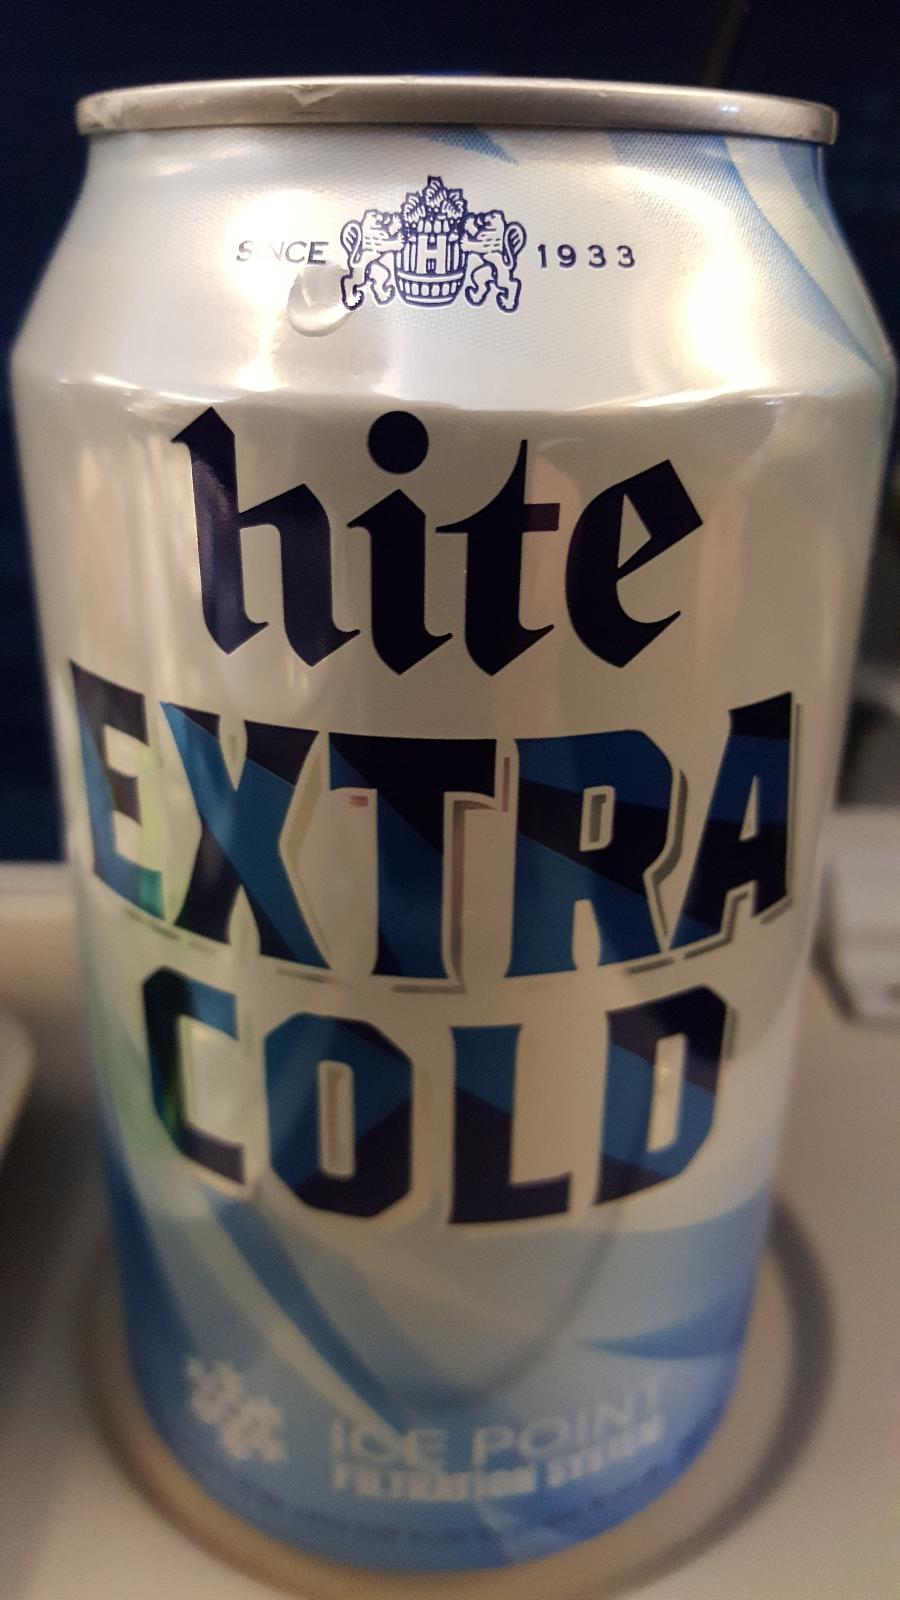 SINCE 1933
hite
EXTRA
COLD
ICE POINT
FILTRATION SYSTEM